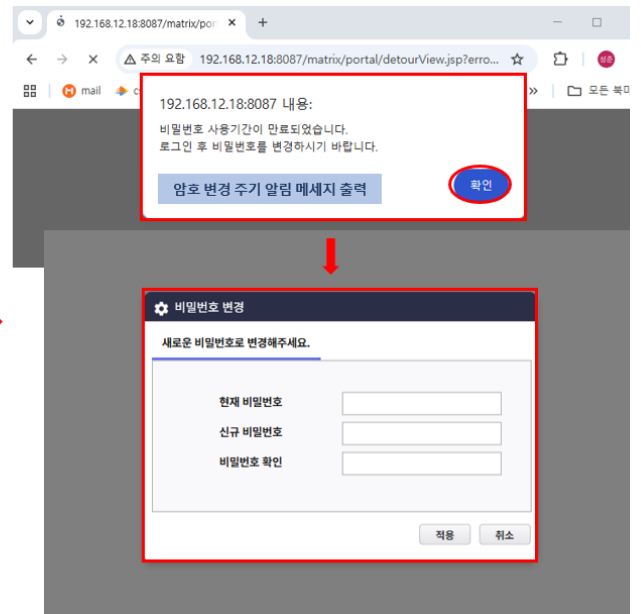 192.168.12.18:8087/matrix/por
주의 요함 192.168.12.18:8087/matrix/portal/detourView.jsp?erro...
성준
mail
모든 북마
192.168.12.18:8087 내용:
비밀번호 사용기간이 만료되었습니다.
로그인 후 비밀번호를 변경하시기 바랍니다.
암호 변경 주기 알림 메세지 출력
확인
비밀번호 변경
새로운 비밀번호로 변경해주세요.
현재 비밀번호
신규 비밀번호
비밀번호 확인
적용 취소